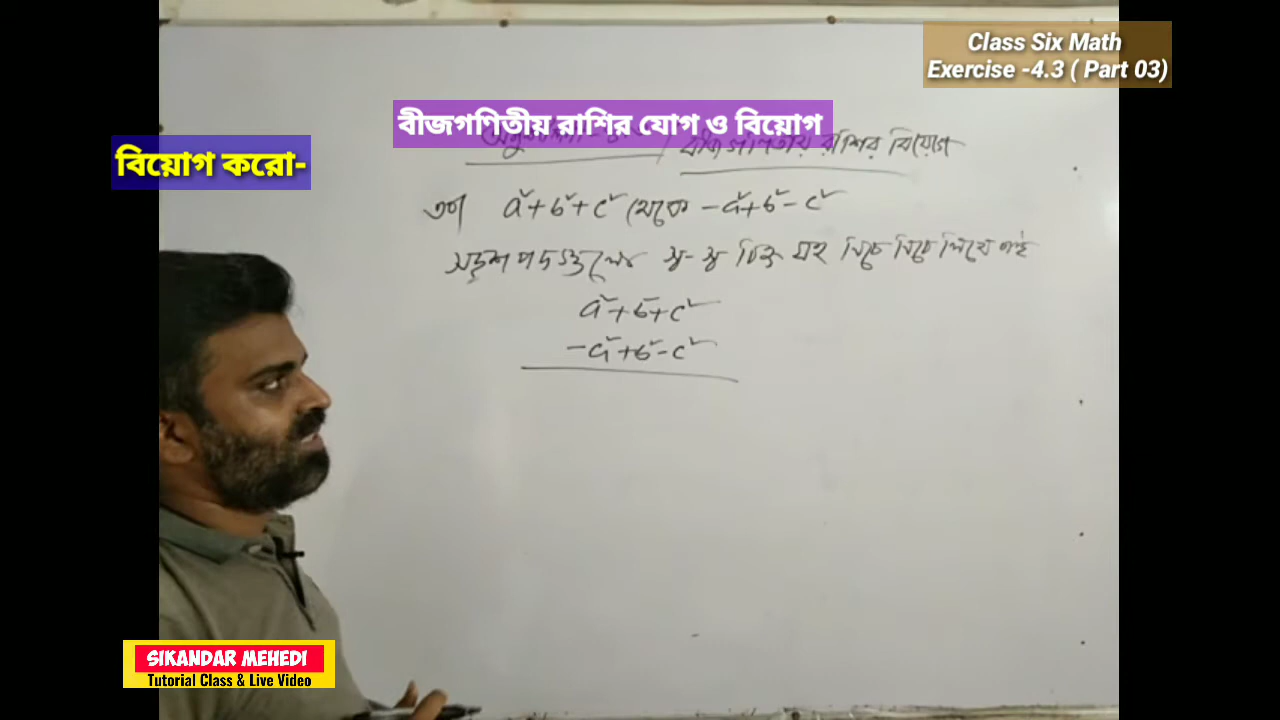 Class Six Math
Exercise -4.3 ( Part 03)
বীজগণিতীয় রাশির যোগ ও বিয়োগ
বীজগণিতীয় রাশির বিয়োগ
বিয়োগ করো-
৩। a²+b²+c² থেকে -a²+b²-c²
সদৃশ পদগুলো স্ব-স্ব চিহ্ন সহ নিচে নিচে লিখে পাই
a²+b²+c²
-a²+b²-c²
SIKANDAR MEHEDI
Tutorial Class & Live Video